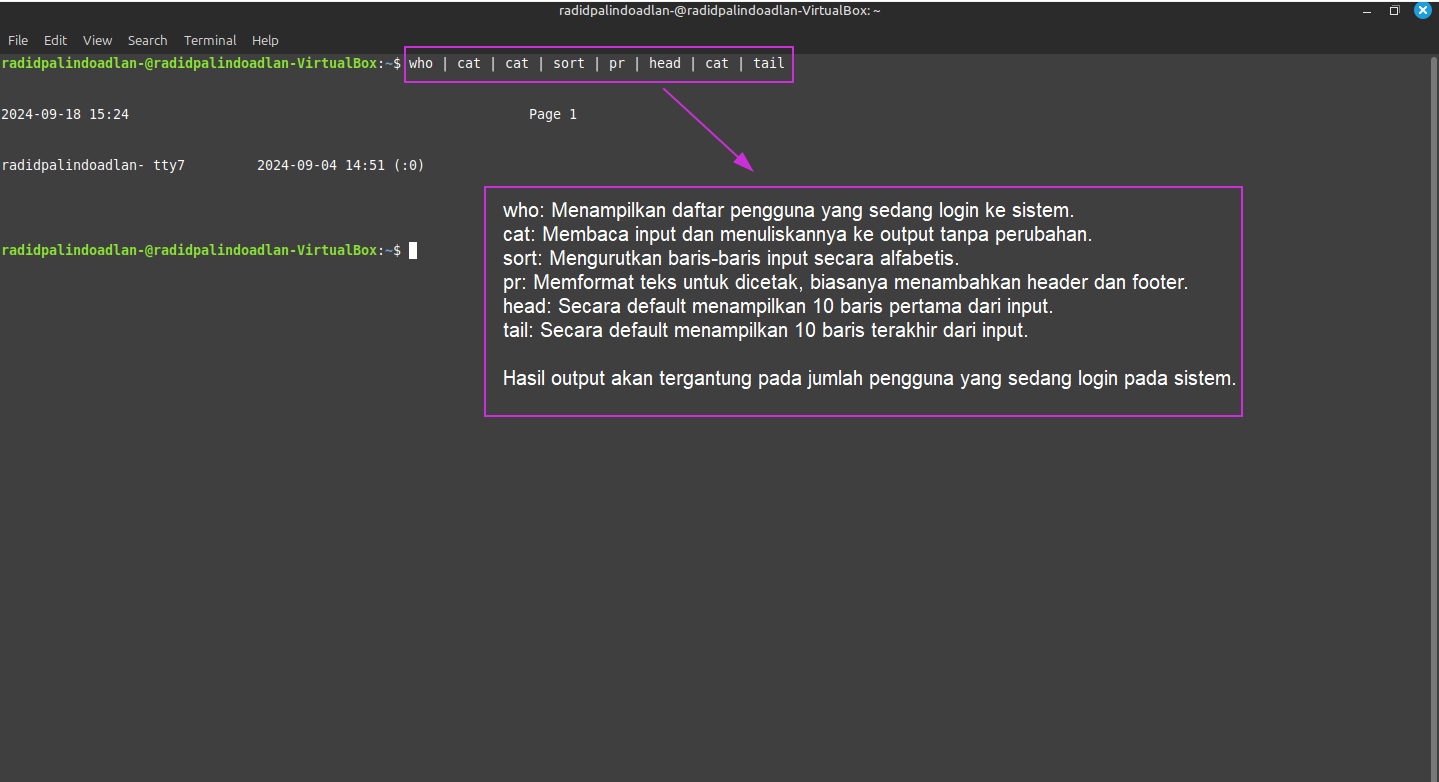 radidpalindoadlan-@radidpalindoadlan-VirtualBox: ~
File Edit View Search Terminal Help
radidpalindoadlan-@radidpalindoadlan-VirtualBox:~$ who | cat | cat | sort | pr | head | cat | tail
2024-09-18 15:24 Page 1
radidpalindoadlan- tty7 2024-09-04 14:51 (:0)
who: Menampilkan daftar pengguna yang sedang login ke sistem.
cat: Membaca input dan menuliskannya ke output tanpa perubahan.
sort: Mengurutkan baris-baris input secara alfabetis.
pr: Memformat teks untuk dicetak, biasanya menambahkan header dan footer.
head: Secara default menampilkan 10 baris pertama dari input.
tail: Secara default menampilkan 10 baris terakhir dari input.
Hasil output akan tergantung pada jumlah pengguna yang sedang login pada sistem.
radidpalindoadlan-@radidpalindoadlan-VirtualBox:~$